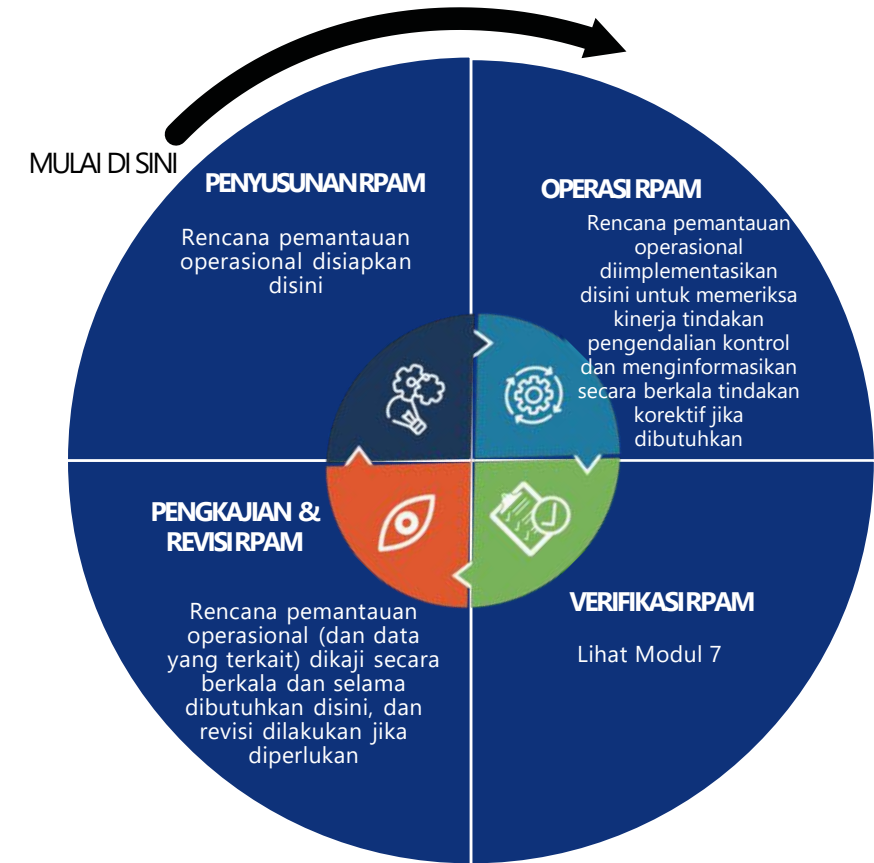 MULAI DI SINI
PENYUSUNAN RPAM
Rencana pemantauan
operasional disiapkan
disini
OPERASI RPAM
Rencana pemantauan
operasional
diimplementasikan
disini untuk memeriksa
kinerja tindakan
pengendalian kontrol
dan menginformasikan
secara berkala tindakan
korektif jika
dibutuhkan
PENGKAJIAN &
REVISI RPAM
Rencana pemantauan
operasional (dan data
yang terkait) dikaji secara
berkala dan selama
dibutuhkan disini, dan
revisi dilakukan jika
diperlukan
VERIFIKASI RPAM
Lihat Modul 7